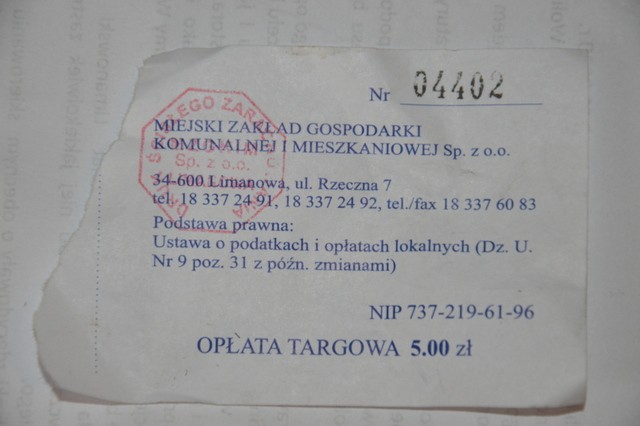 Nr 04402
MIEJSKI ZAKŁAD GOSPODARKI
KOMUNALNEJ I MIESZKANIOWEJ Sp. z o.o.
34-600 Limanowa, ul. Rzeczna 7
tel. 18 337 24 91, 18 337 24 92, tel./fax 18 337 60 83
Podstawa prawna:
Ustawa o podatkach i opłatach lokalnych (Dz. U.
Nr 9 poz. 31 z późn. zmianami)
NIP 737-219-61-96
OPŁATA TARGOWA 5.00 zł
Sp. z o.o.